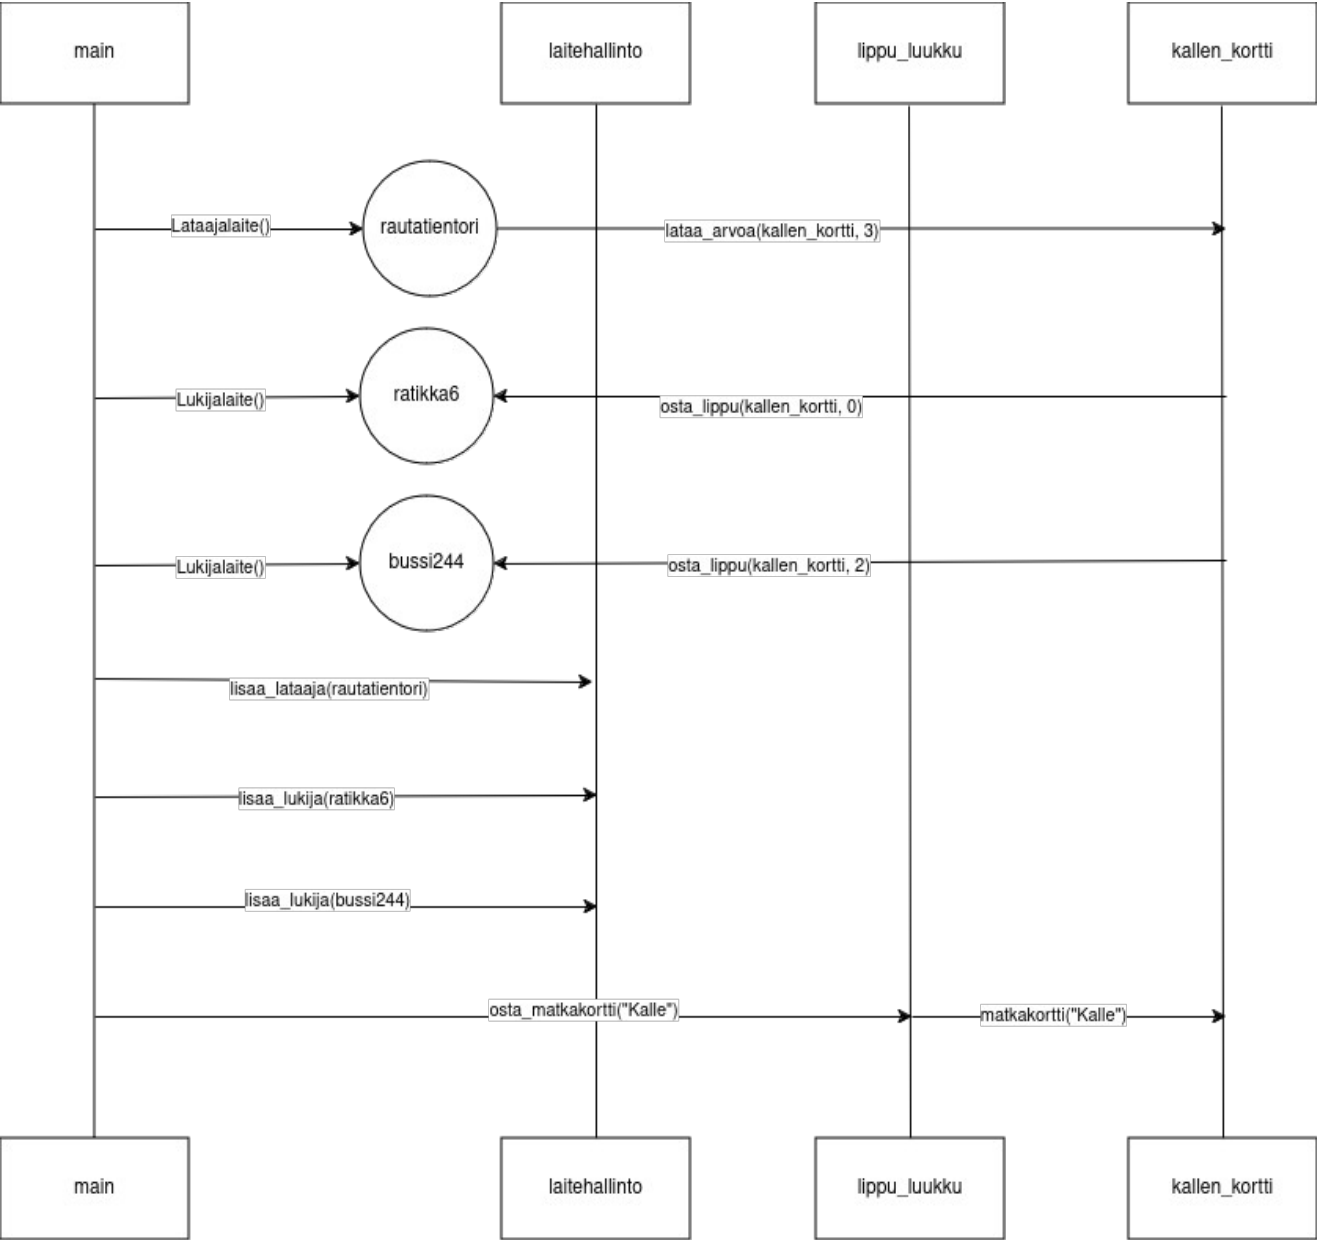 main
laitehallinto
lippu_luukku
kallen_kortti
Lataajalaite()
rautatientori
lataa_arvoa(kallen_kortti, 3)
Lukijalaite()
ratikka6
osta_lippu(kallen_kortti, 0)
Lukijalaite()
bussi244
osta_lippu(kallen_kortti, 2)
lisaa_lataaja(rautatientori)
lisaa_lukija(ratikka6)
lisaa_lukija(bussi244)
osta_matkakortti("Kalle")
matkakortti("Kalle")
main
laitehallinto
lippu_luukku
kallen_kortti